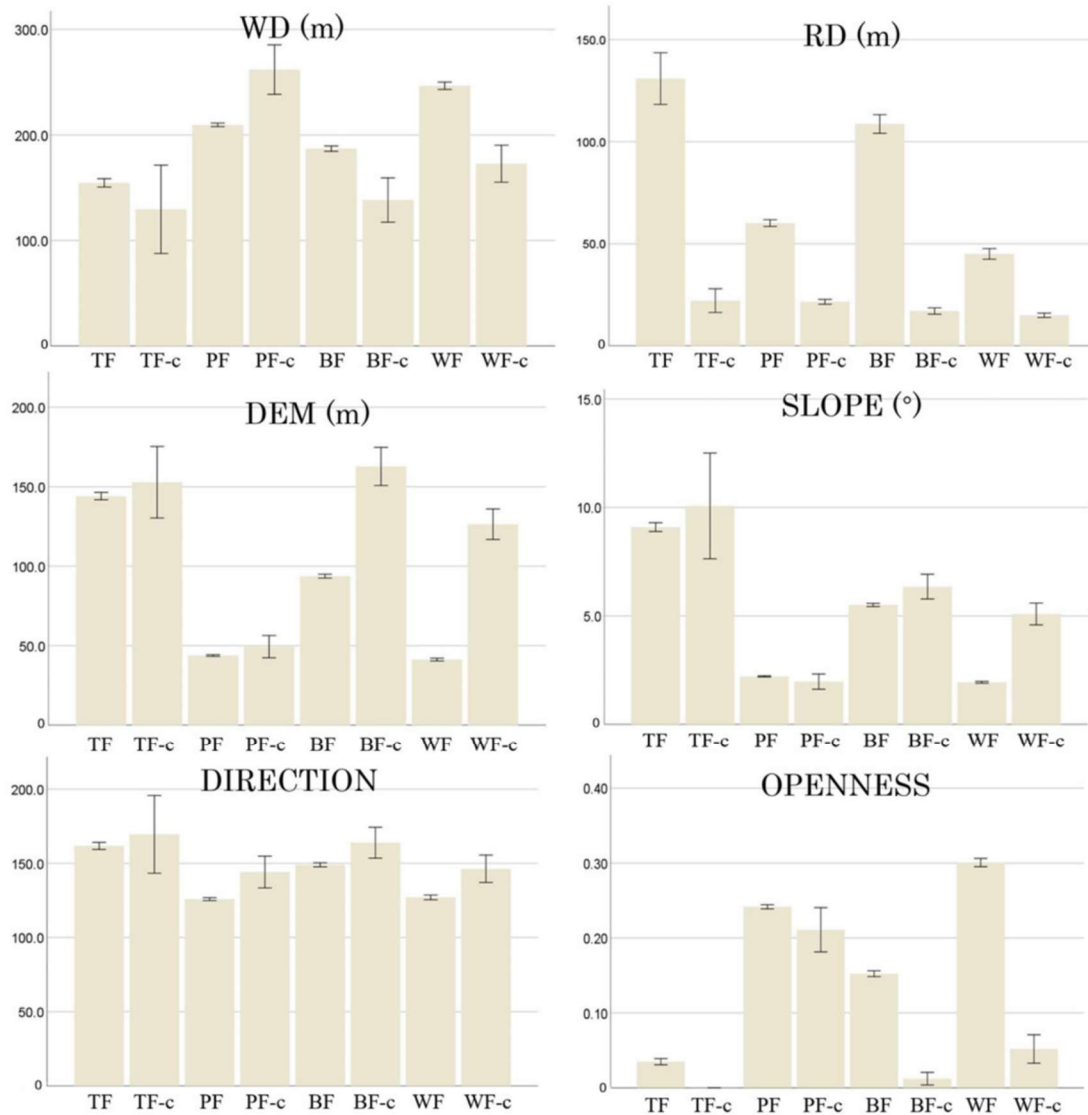 WD (m)
300.0
200.0
100.0
0
TF TF-c PF PF-c BF BF-c WF WF-c
RD (m)
150.0
100.0
50.0
0
TF TF-c PF PF-c BF BF-c WF WF-c
DEM (m)
200.0
150.0
100.0
50.0
0
TF TF-c PF PF-c BF BF-c WF WF-c
SLOPE (°)
15.0
10.0
5.0
0
TF TF-c PF PF-c BF BF-c WF WF-c
DIRECTION
200.0
150.0
100.0
50.0
0
TF TF-c PF PF-c BF BF-c WF WF-c
OPENNESS
0.40
0.30
0.20
0.10
0
TF TF-c PF PF-c BF BF-c WF WF-c